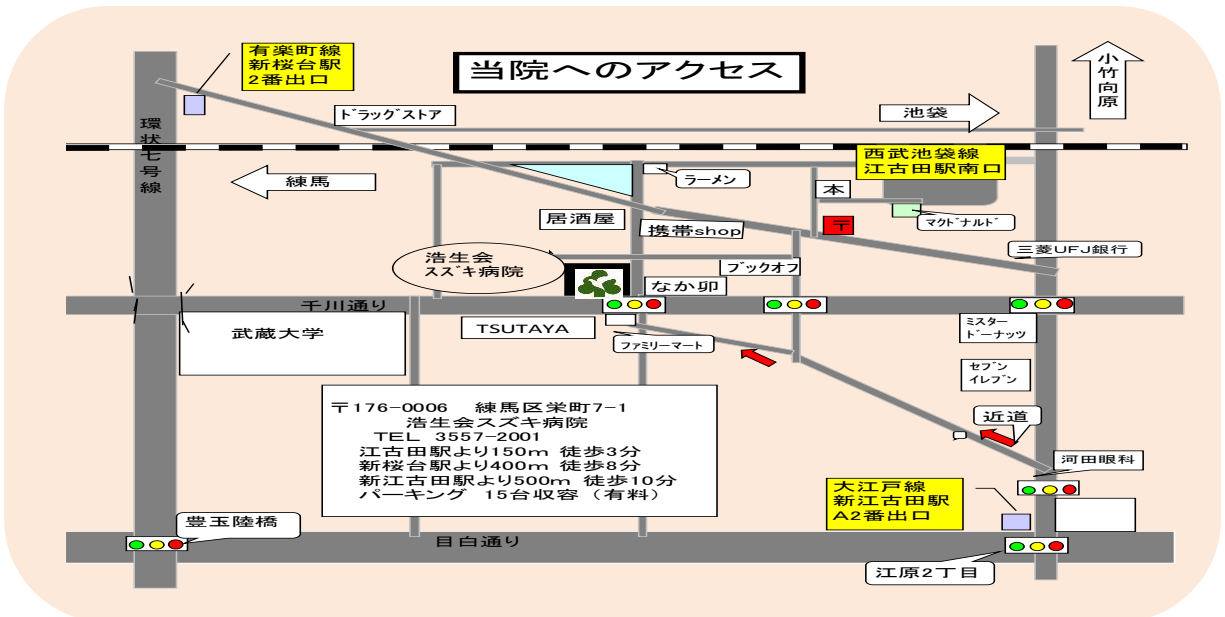 当院へのアクセス
有楽町線
新桜台駅
2番出口
小竹向原
ドラッグストア
池袋
環状七号線
西武池袋線
江古田駅南口
練馬
ラーメン
本
居酒屋
携帯shop
〒
マクドナルド
三菱UFJ銀行
浩生会
スズキ病院
ブックオフ
なか卯
千川通り
武蔵大学
TSUTAYA
ファミリーマート
ミスター
ドーナッツ
セブン
イレブン
〒176-0006 練馬区栄町7-1
浩生会スズキ病院
TEL 3557-2001
江古田駅より150m 徒歩3分
新桜台駅より400m 徒歩8分
新江古田駅より500m 徒歩10分
パーキング 15台収容（有料）
近道
河田眼科
大江戸線
新江古田駅
A2番出口
豊玉陸橋
目白通り
江原2丁目